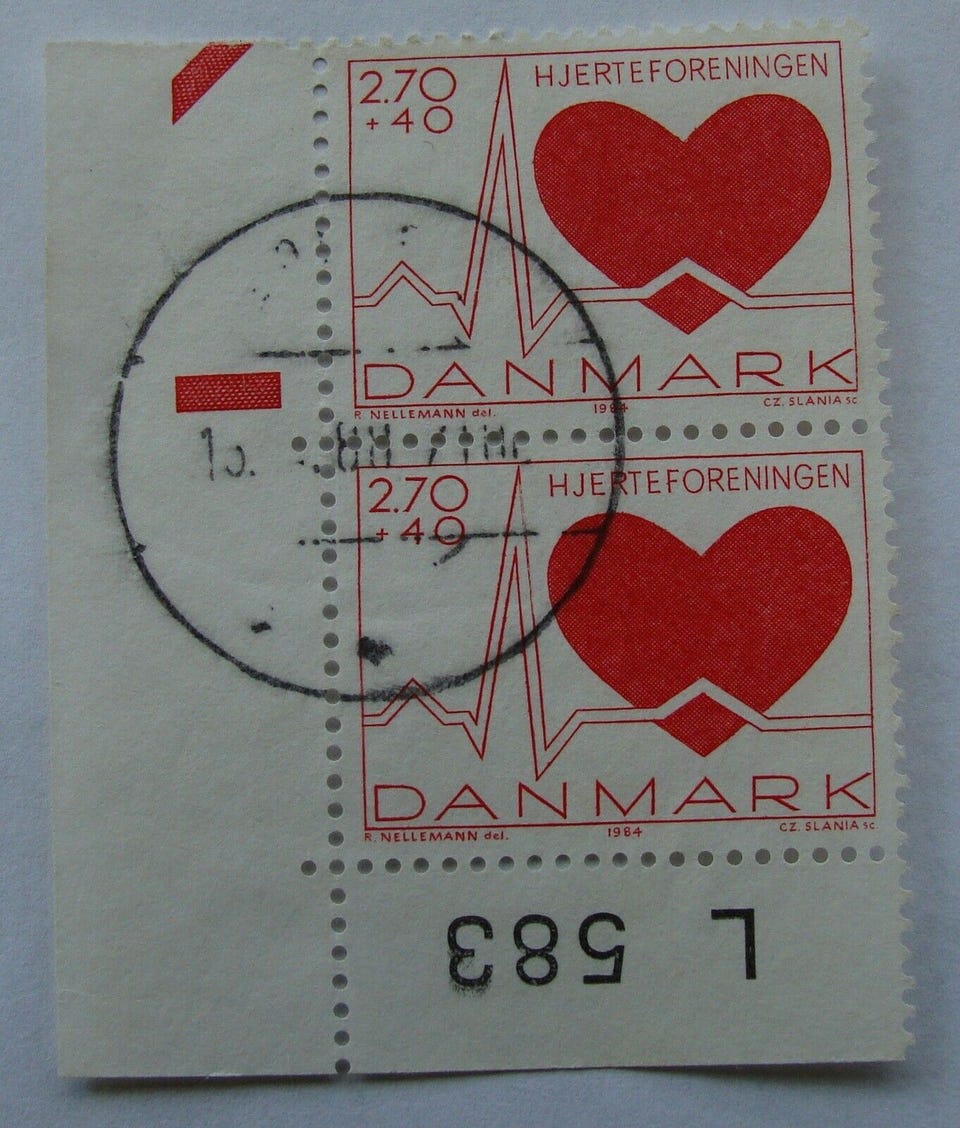 2.70 HJERTEFORENINGEN
+ 40
DANMARK
R. NELLEMANN del. 1984 CZ. SLANIA sc
2.70 HJERTEFORENINGEN
+ 40
DANMARK
R. NELLEMANN del. 1984 CZ. SLANIA sc.
L 583